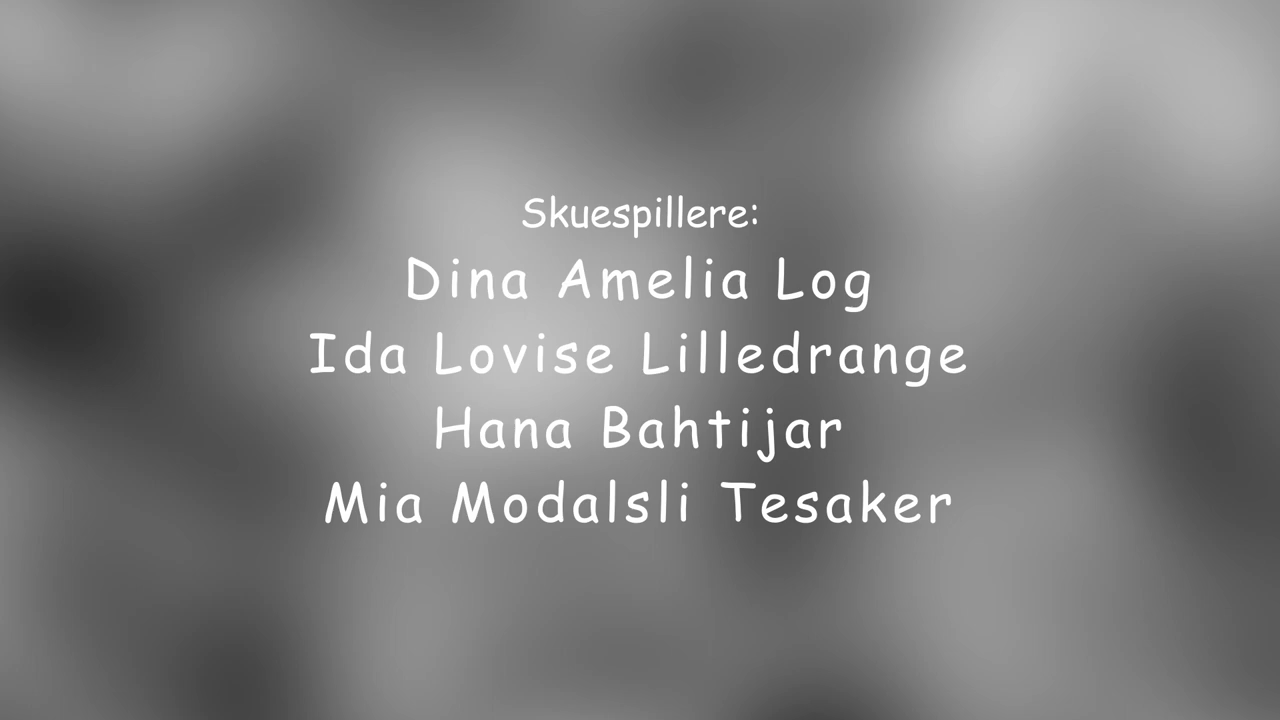 Skuespillere:
Dina Amelia Log
Ida Lovise Lilledrange
Hana Bahtijar
Mia Modalsli Tesaker